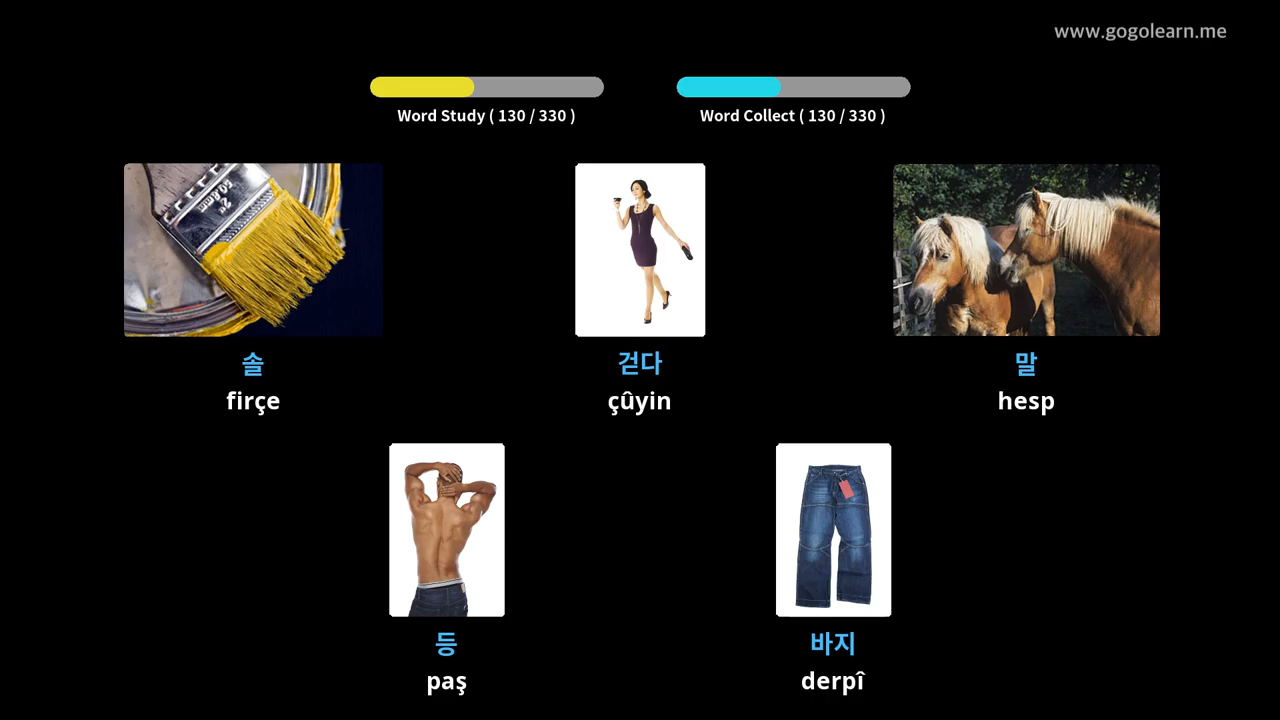 www.gogolearn.me
Word Study ( 130 / 330 )
Word Collect ( 130 / 330 )
솔
firçe
걷다
çûyin
말
hesp
등
paş
바지
derpî